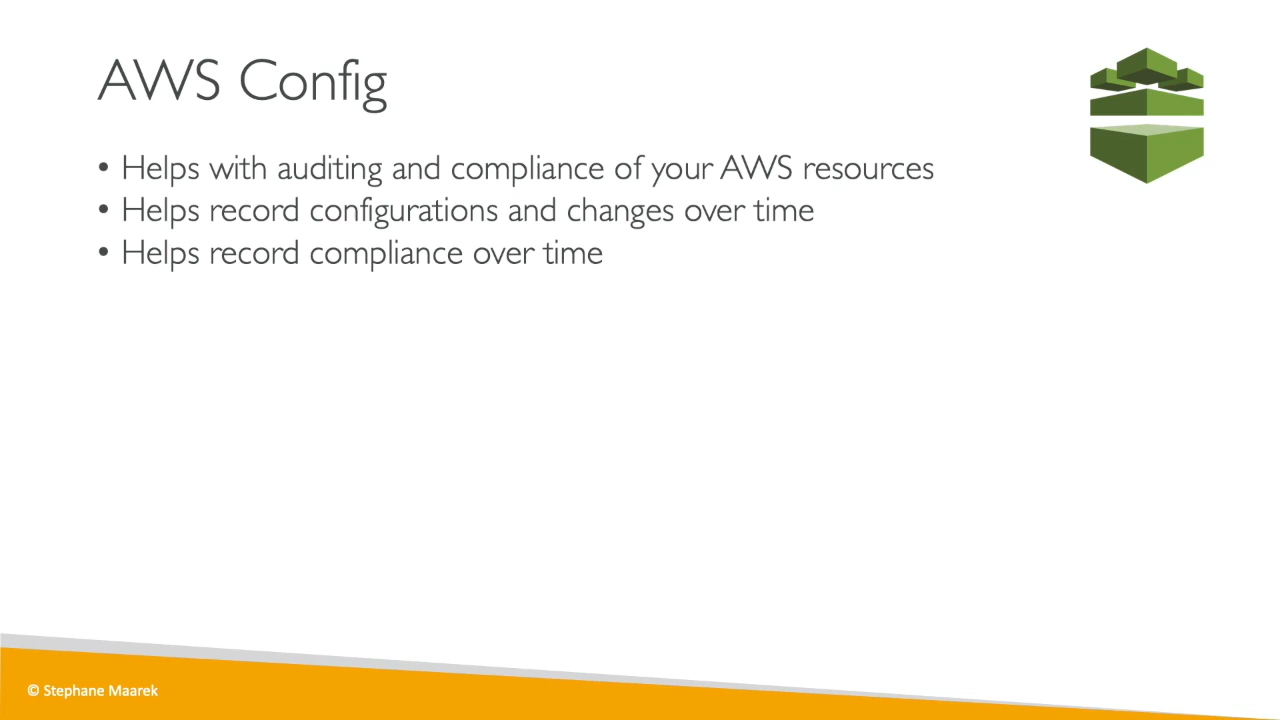 AWS Config
• Helps with auditing and compliance of your AWS resources
• Helps record configurations and changes over time
• Helps record compliance over time
© Stephane Maarek